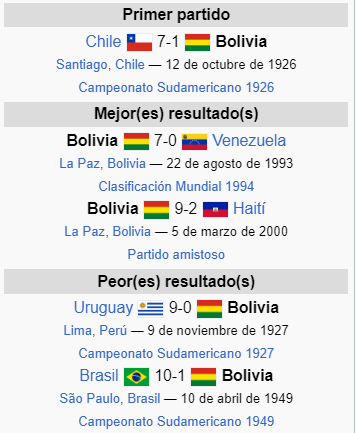 Primer partido
Chile 7-1 Bolivia
Santiago, Chile — 12 de octubre de 1926
Campeonato Sudamericano 1926
Mejor(es) resultado(s)
Bolivia 7-0 Venezuela
La Paz, Bolivia — 22 de agosto de 1993
Clasificación Mundial 1994
Bolivia 9-2 Haití
La Paz, Bolivia — 5 de marzo de 2000
Partido amistoso
Peor(es) resultado(s)
Uruguay 9-0 Bolivia
Lima, Perú — 9 de noviembre de 1927
Campeonato Sudamericano 1927
Brasil 10-1 Bolivia
São Paulo, Brasil — 10 de abril de 1949
Campeonato Sudamericano 1949